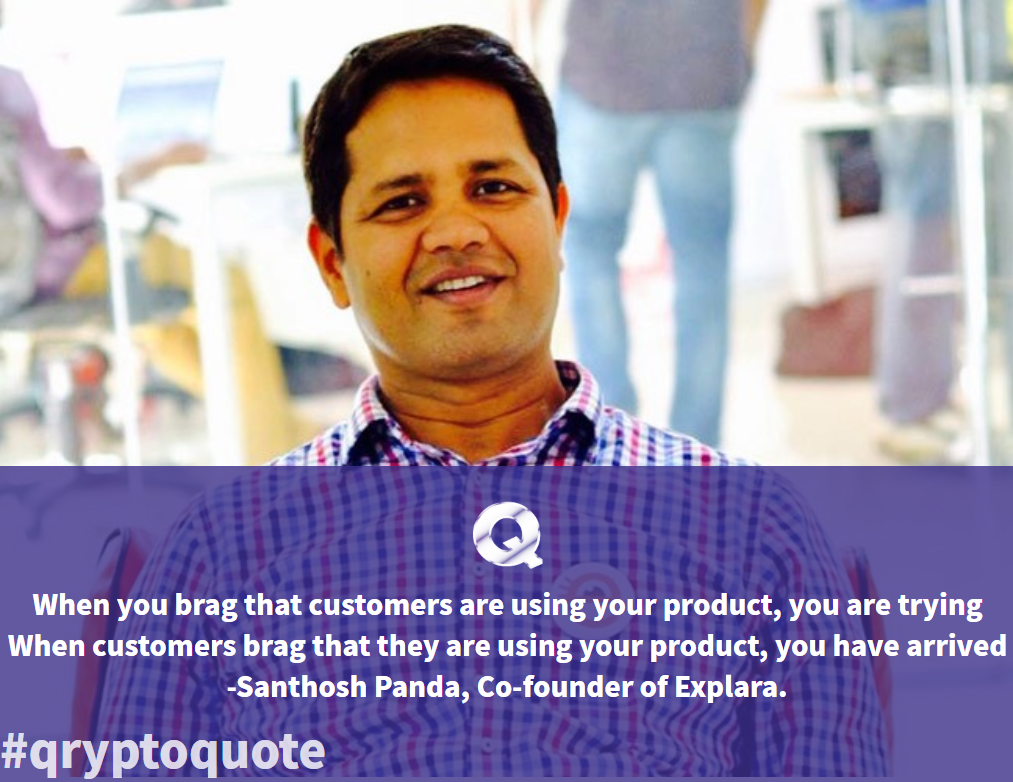 Q
When you brag that customers are using your product, you are trying
When customers brag that they are using your product, you have arrived
-Santhosh Panda, Co-founder of Explara.
#qryptoquote